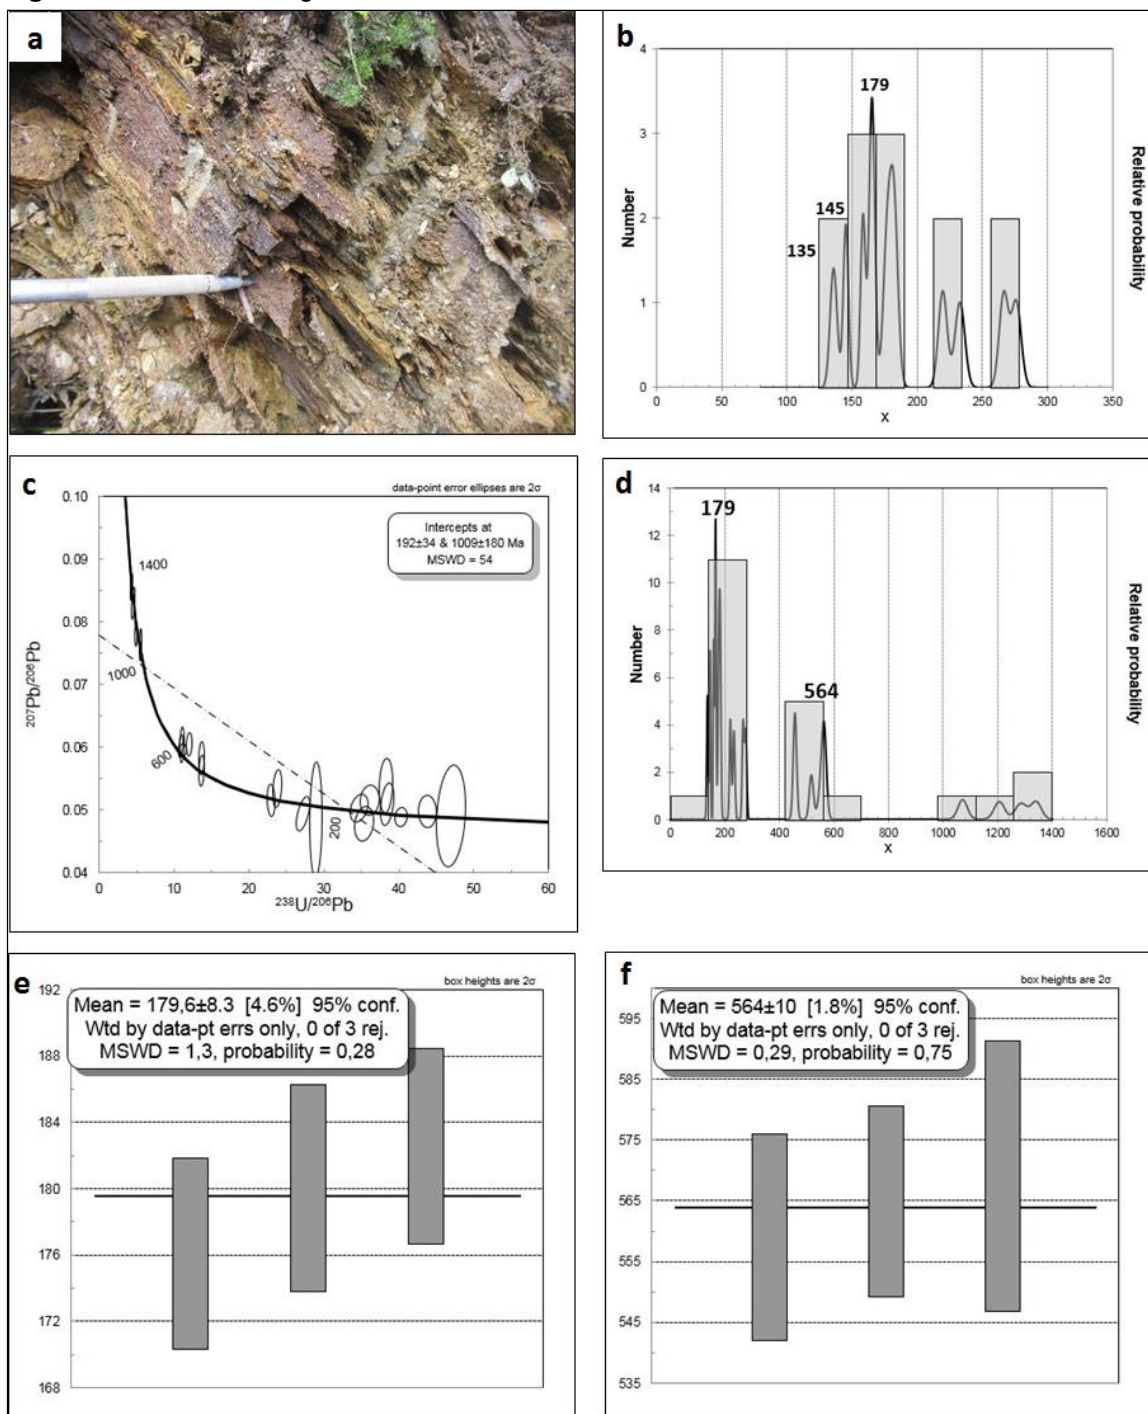 a
b
4
3
2
1
0
Number
179
145
135
0 50 100 150 200 250 300 350
x
Relative probability
c
data-point error ellipses are 2σ
Intercepts at
192±34 & 1009±180 Ma
MSWD = 54
0.10
0.09
0.08
0.07
0.06
0.05
0.04
207Pb/206Pb
1400
1000
600
200
0 10 20 30 40 50 60
238U/206Pb
d
14
12
10
8
6
4
2
0
Number
179
564
0 200 400 600 800 1000 1200 1400 1600
x
Relative probability
e
box heights are 2σ
Mean = 179,6±8.3 [4.6%] 95% conf.
Wtd by data-pt errs only, 0 of 3 rej.
MSWD = 1,3, probability = 0,28
192
188
184
180
176
172
168
f
box heights are 2σ
Mean = 564±10 [1.8%] 95% conf.
Wtd by data-pt errs only, 0 of 3 rej.
MSWD = 0,29, probability = 0,75
605
595
585
575
565
555
545
535